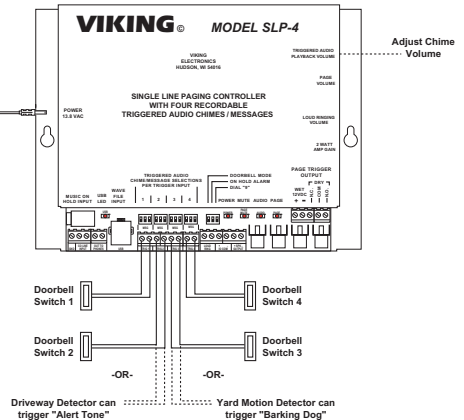 VIKING® MODEL SLP-4
VIKING
ELECTRONICS
HUDSON, WI 54016
TRIGGERED AUDIO
PLAYBACK VOLUME
Adjust Chime
Volume
PAGE
VOLUME
SINGLE LINE PAGING CONTROLLER
WITH FOUR RECORDABLE
TRIGGERED AUDIO CHIMES / MESSAGES
POWER
13.8 VAC
LOUD RINGING
VOLUME
2 WATT
AMP GAIN
MUSIC ON
HOLD INPUT
USB
LED
WAVE
FILE
INPUT
TRIGGERED AUDIO
CHIME/MESSAGE SELECTIONS
PER TRIGGER INPUT
1 2 3 4
DOORBELL MODE
ON HOLD ALARM
DIAL "9"
POWER MUTE AUDIO PAGE
PAGE TRIGGER
OUTPUT
WET
12VDC
+ –
DRY
N.C.
COM
N.O.
Doorbell
Switch 1
Doorbell
Switch 4
Doorbell
Switch 2
Doorbell
Switch 3
-OR- -OR-
Driveway Detector can
trigger "Alert Tone"
Yard Motion Detector can
trigger "Barking Dog"